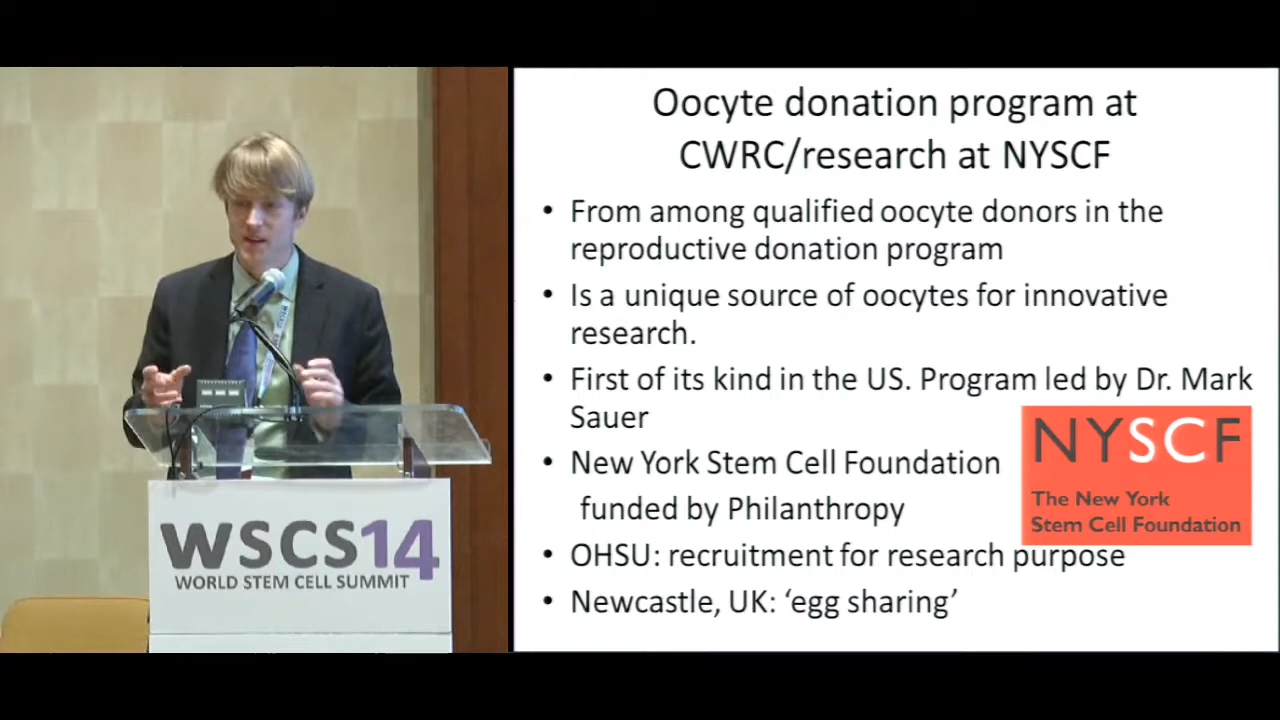 Oocyte donation program at
CWRC/research at NYSCF
• From among qualified oocyte donors in the
reproductive donation program
• Is a unique source of oocytes for innovative
research.
• First of its kind in the US. Program led by Dr. Mark
Sauer
• New York Stem Cell Foundation
funded by Philanthropy
• OHSU: recruitment for research purpose
• Newcastle, UK: ‘egg sharing’
NYSCF
The New York
Stem Cell Foundation
WSCS14
WORLD STEM CELL SUMMIT